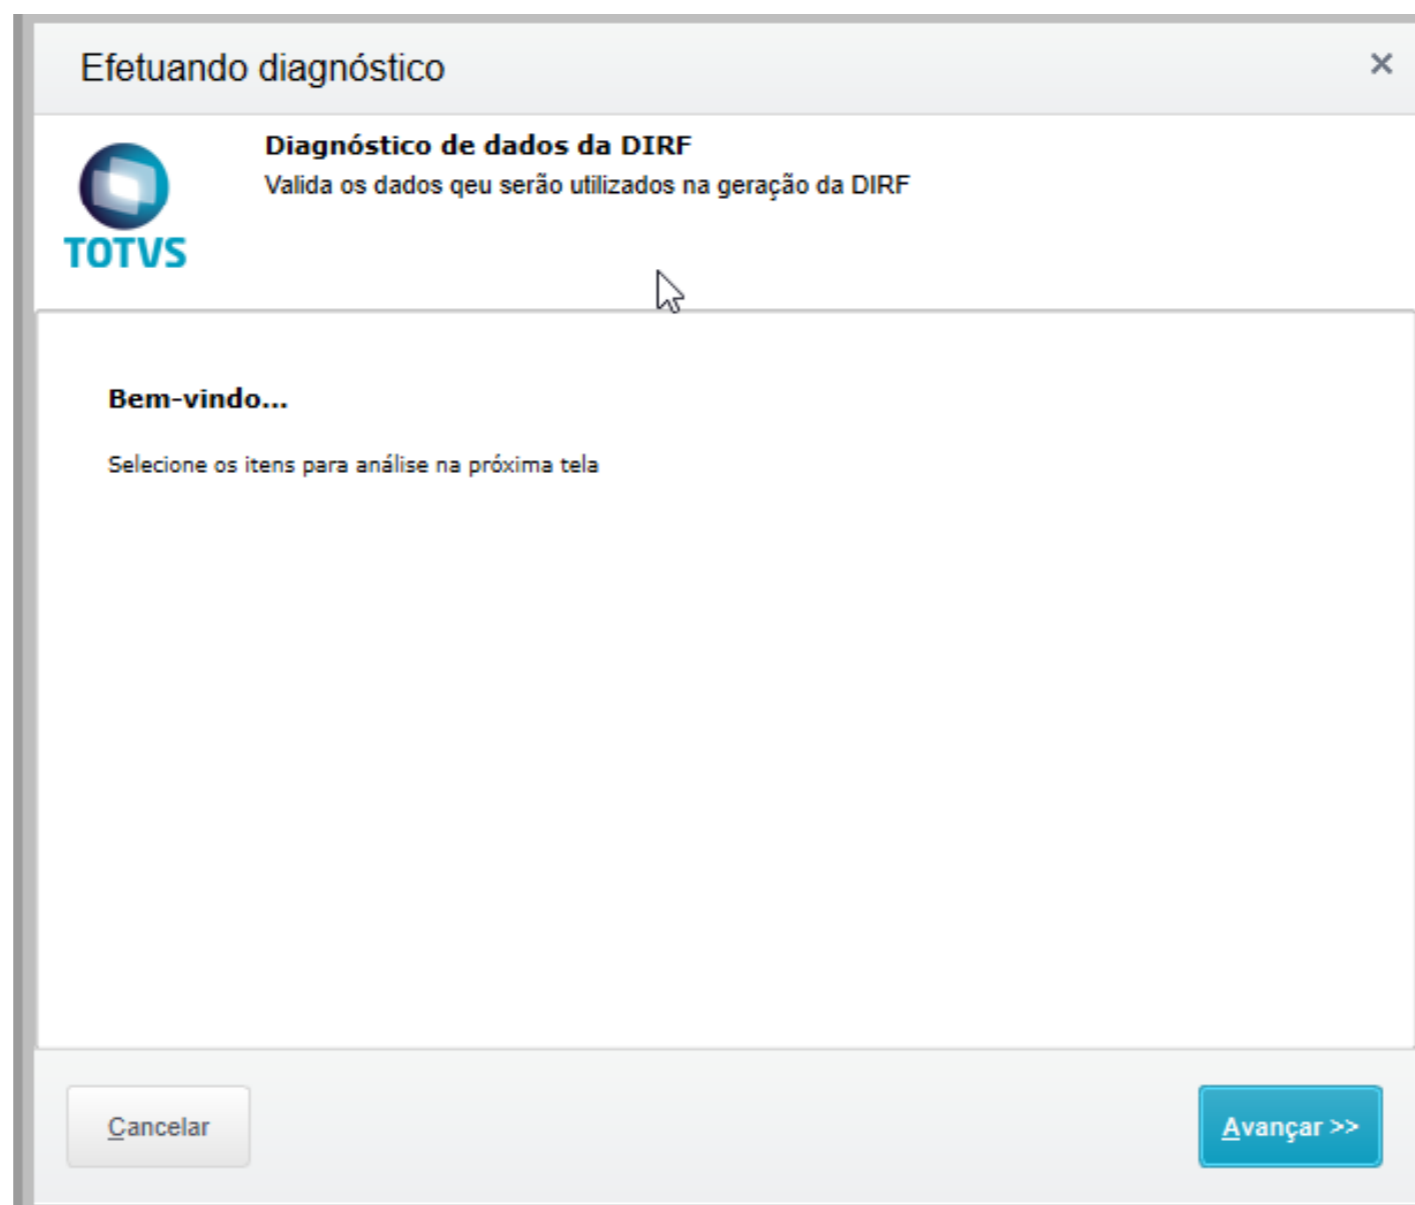 Efetuando diagnóstico
×
Diagnóstico de dados da DIRF
Valida os dados qeu serão utilizados na geração da DIRF
TOTVS
Bem-vindo...
Selecione os itens para análise na próxima tela
Cancelar
Avançar >>